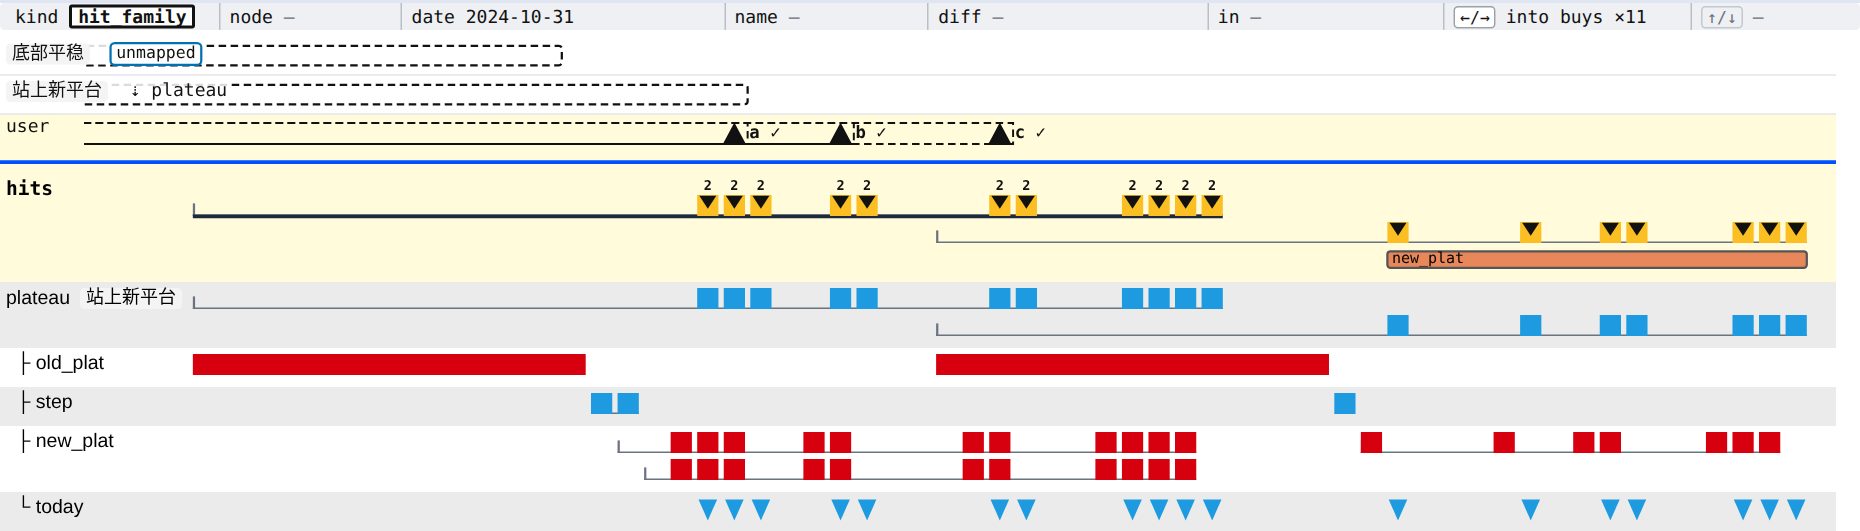 kind hit_family node — date 2024-10-31 name — diff — in — ←/→ into buys ×11 ↑/↓ —
底部平稳 unmapped
站上新平台 ⇣ plateau
user a ✓ b ✓ c ✓
hits 2 2 2 2 2 2 2 2 2 2 2
new_plat
plateau 站上新平台
├ old_plat
├ step
├ new_plat
└ today